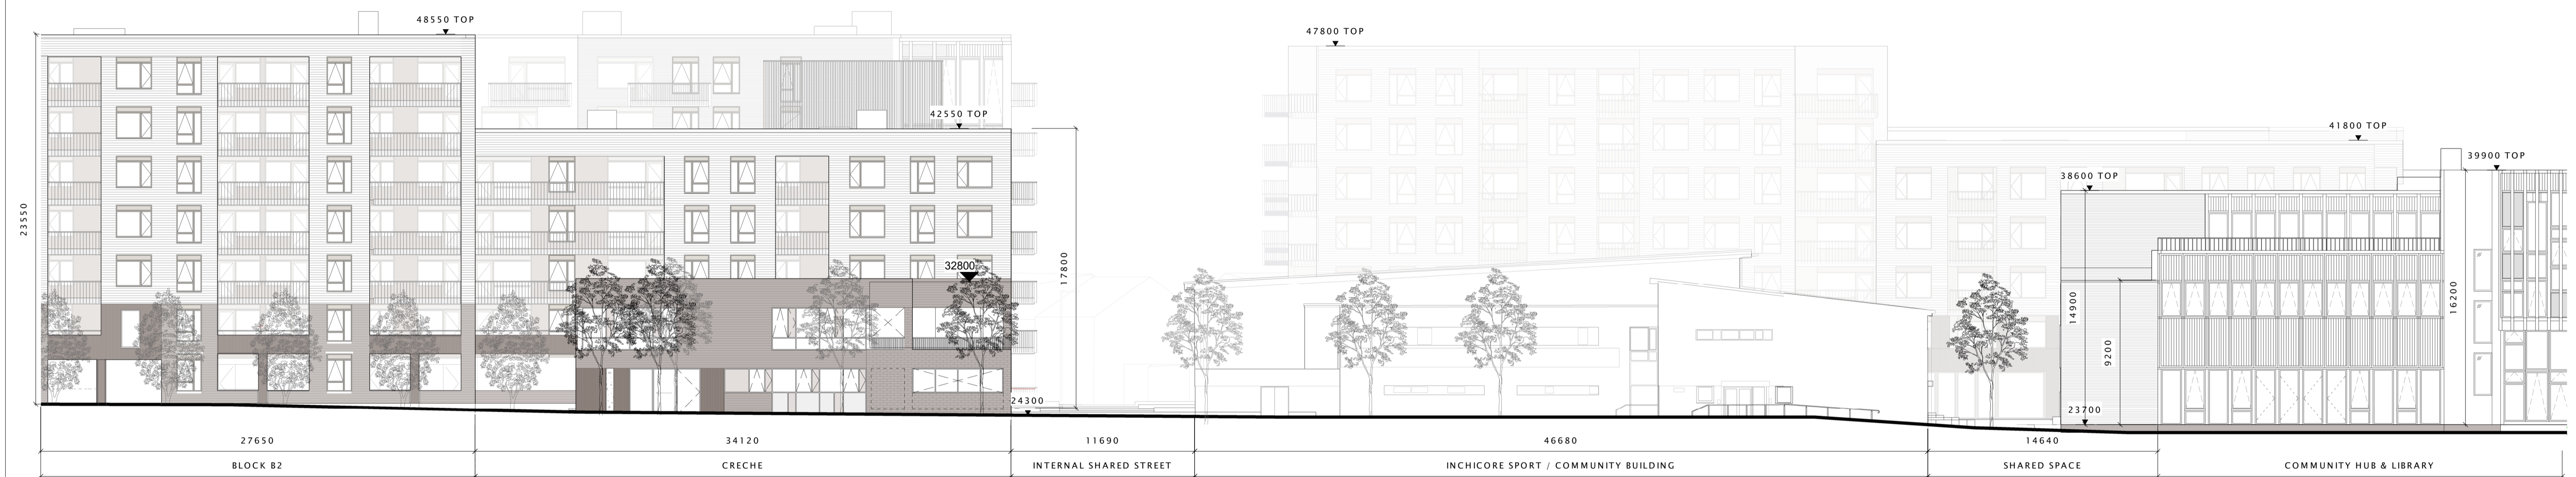 48550 TOP
47800 TOP
42550 TOP
41800 TOP
39900 TOP
38600 TOP
23550
32800
17800
14900
9200
16200
24300
23700
27650
34120
11690
46680
14640
BLOCK B2
CRECHE
INTERNAL SHARED STREET
INCHICORE SPORT / COMMUNITY BUILDING
SHARED SPACE
COMMUNITY HUB & LIBRARY